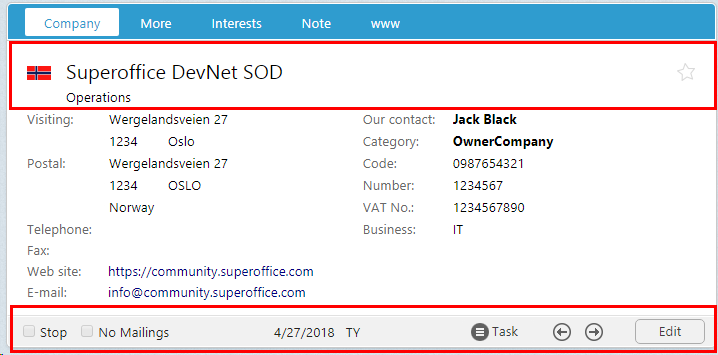 Company More Interests Note www
Superoffice DevNet SOD
Operations
Visiting: Wergelandsveien 27 Our contact: Jack Black
1234 Oslo Category: OwnerCompany
Postal: Wergelandsveien 27 Code: 0987654321
1234 OSLO Number: 1234567
Norway VAT No.: 1234567890
Telephone: Business: IT
Fax:
Web site: https://community.superoffice.com
E-mail: info@community.superoffice.com
Stop No Mailings 4/27/2018 TY Task Edit